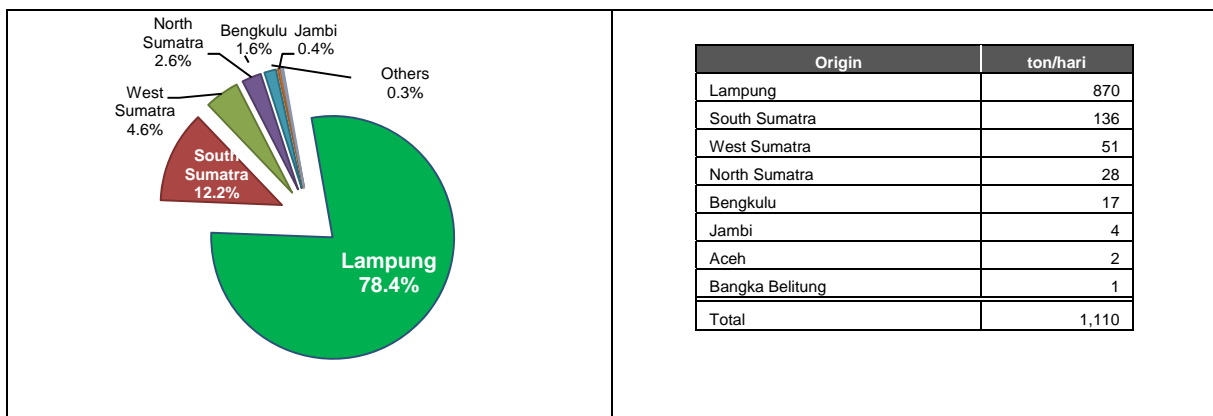 North
Sumatra
2.6%
Bengkulu
1.6%
Jambi
0.4%
Others
0.3%
West
Sumatra
4.6%
South
Sumatra
12.2%
Lampung
78.4%
Origin ton/hari
Lampung 870
South Sumatra 136
West Sumatra 51
North Sumatra 28
Bengkulu 17
Jambi 4
Aceh 2
Bangka Belitung 1
Total 1,110